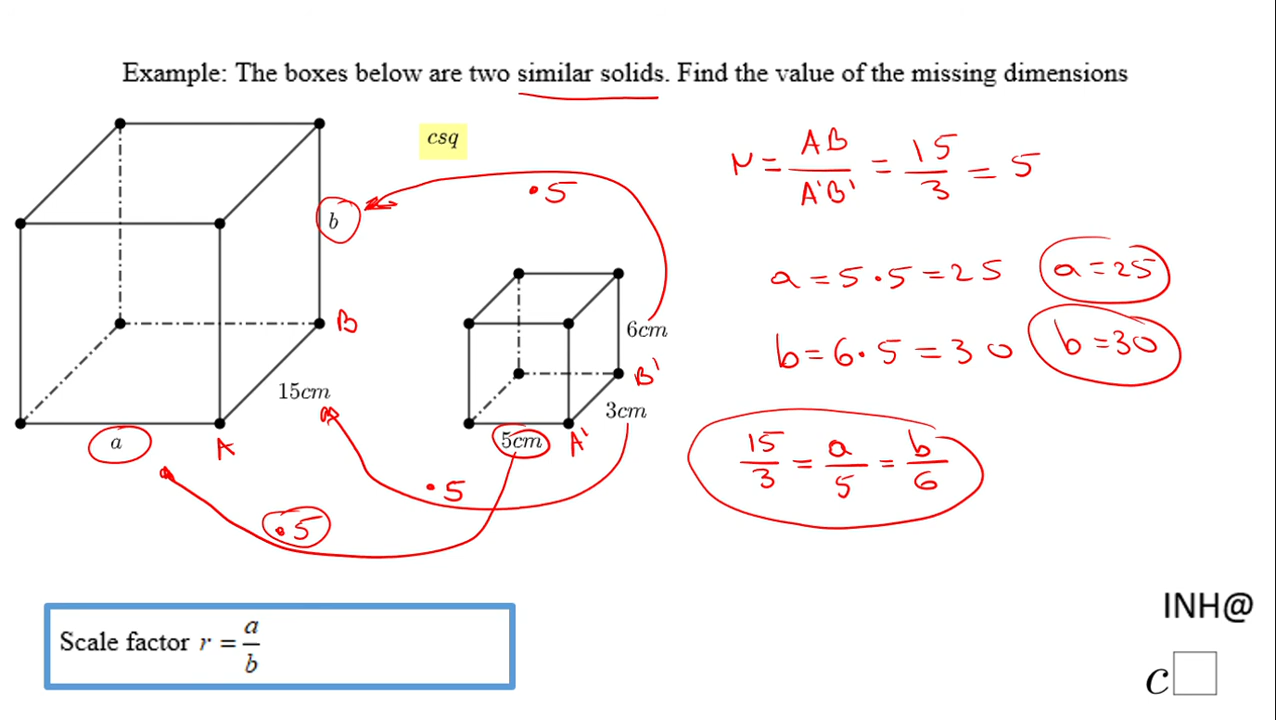 Example: The boxes below are two similar solids. Find the value of the missing dimensions
csq
r = AB / A'B' = 15 / 3 = 5
·5
b
a = 5·5 = 25
a = 25
B
6cm
b = 6·5 = 30
b = 30
B'
15cm
3cm
a
A
5cm
A'
15/3 = a/5 = b/6
·5
·5
INH@
Scale factor r = a/b
c